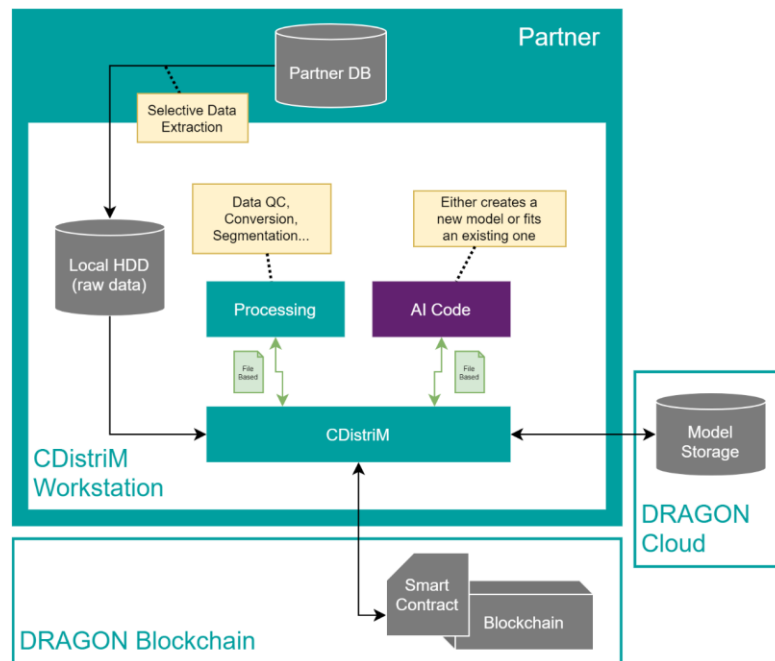 Partner
Partner DB
Selective Data
Extraction
Data QC,
Conversion,
Segmentation...
Either creates a
new model or fits
an existing one
Local HDD
(raw data)
Processing
AI Code
File
Based
File
Based
CDistriM
Model
Storage
CDistriM
Workstation
DRAGON
Cloud
Smart
Contract
Blockchain
DRAGON Blockchain